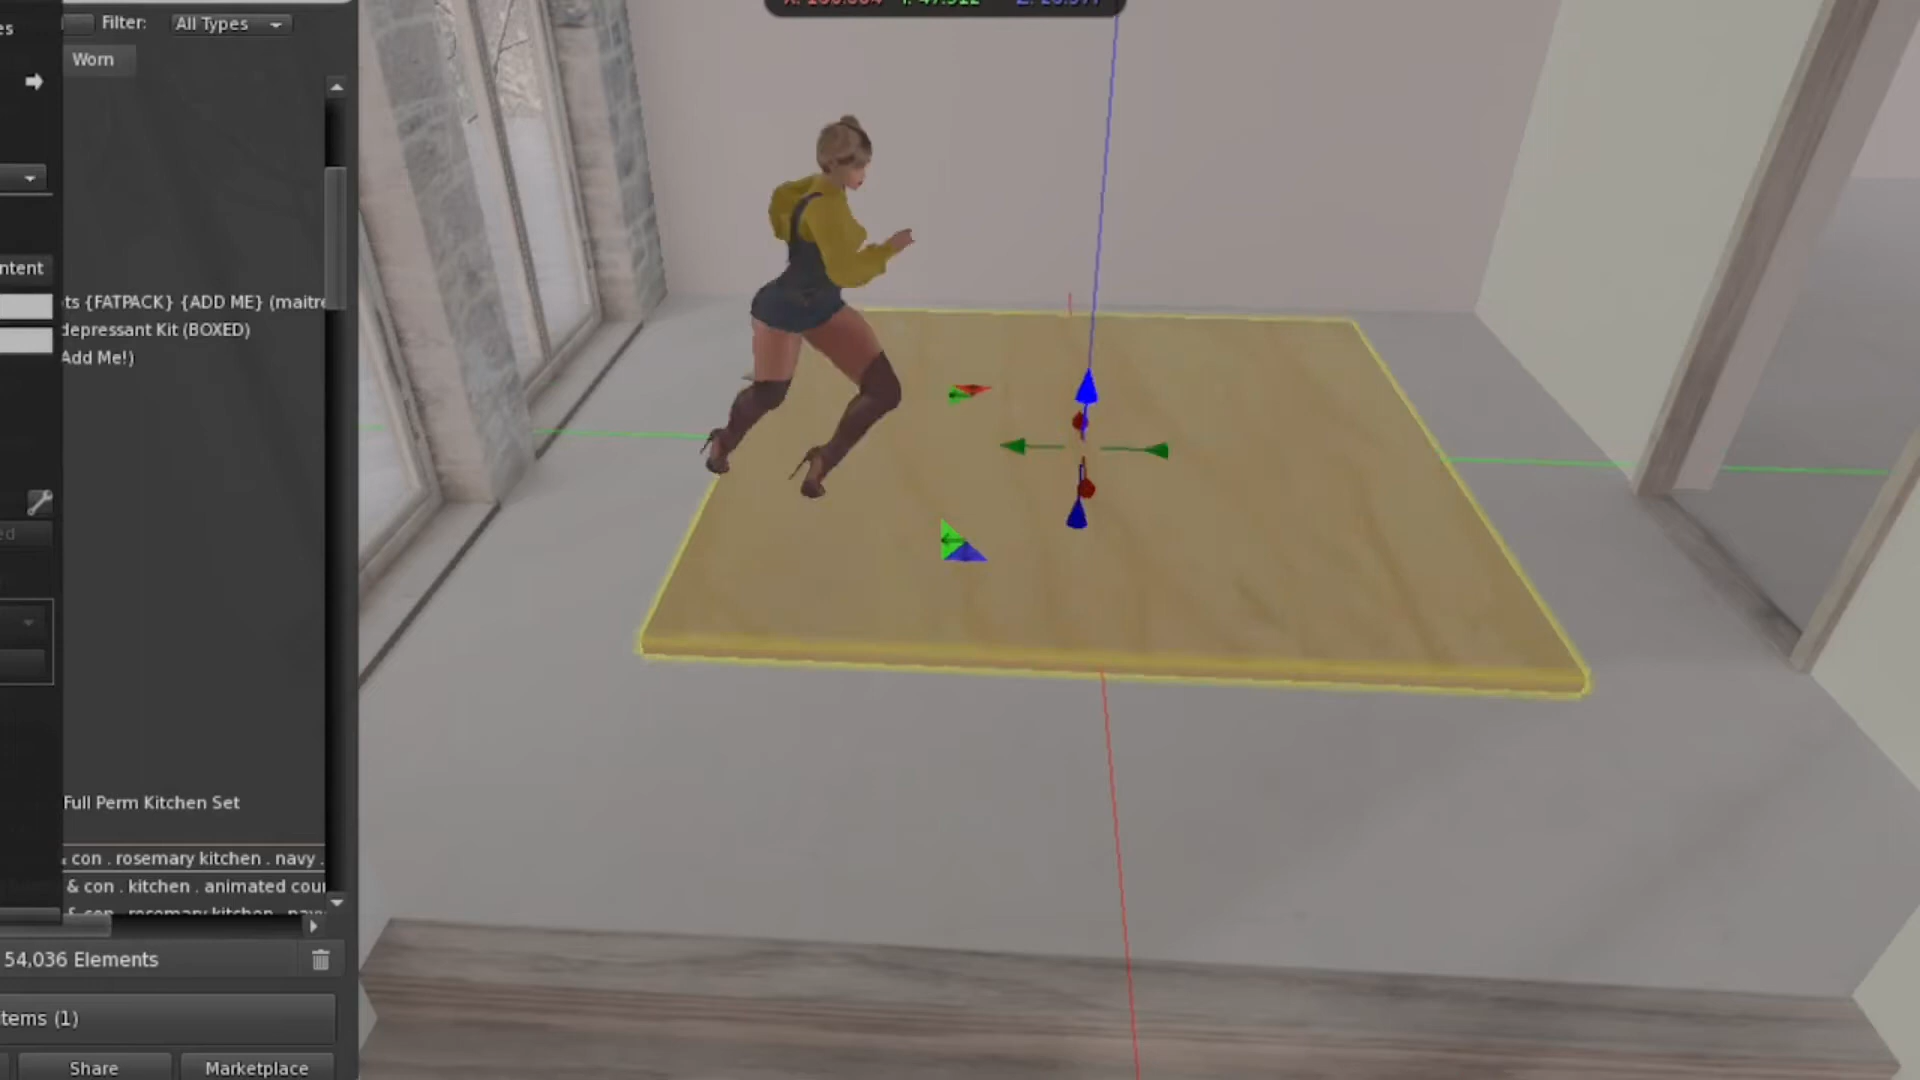 Filter: All Types
Worn
ntent
ts {FATPACK} {ADD ME} (maitre
depressant Kit (BOXED)
Add Me!)
Full Perm Kitchen Set
& con . rosemary kitchen . navy .
& con . kitchen . animated cour
54,036 Elements
tems (1)
Share
Marketplace